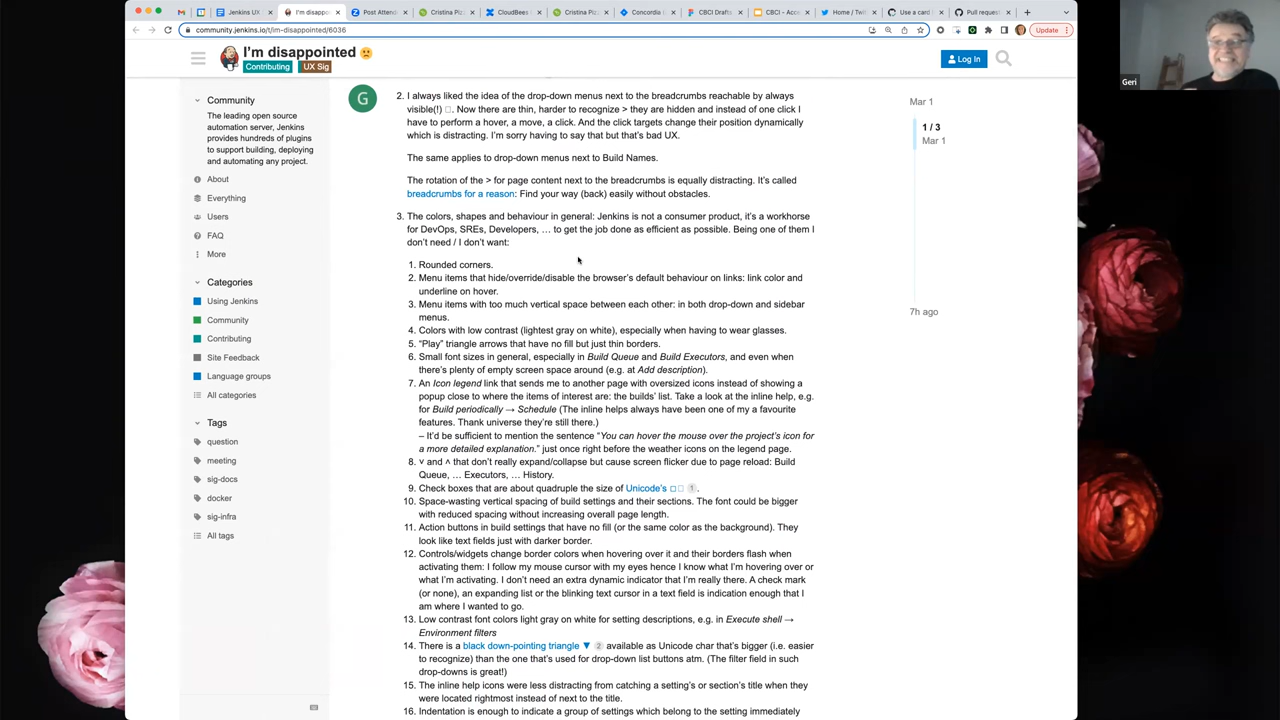 Jenkins UX
I'm disappo
Post Attend
Cristina Piz
CloudBees
Cristina Piz
Concordia U
CBCI Drafts
CBCI - Acce
Home / Twit
Use a card
Pull request
community.jenkins.io/t/im-disappointed/6036
Update
I'm disappointed 🙁
Contributing UX Sig
Log In
Geri
Community
The leading open source
automation server, Jenkins
provides hundreds of plugins
to support building, deploying
and automating any project.
About
Everything
Users
FAQ
More
Categories
Using Jenkins
Community
Contributing
Site Feedback
Language groups
All categories
Tags
question
meeting
sig-docs
docker
sig-infra
All tags
G
2. I always liked the idea of the drop-down menus next to the breadcrumbs reachable by always
visible(!) □. Now there are thin, harder to recognize > they are hidden and instead of one click I
have to perform a hover, a move, a click. And the click targets change their position dynamically
which is distracting. I'm sorry having to say that but that's bad UX.
The same applies to drop-down menus next to Build Names.
The rotation of the > for page content next to the breadcrumbs is equally distracting. It's called
breadcrumbs for a reason: Find your way (back) easily without obstacles.
3. The colors, shapes and behaviour in general: Jenkins is not a consumer product, it's a workhorse
for DevOps, SREs, Developers, … to get the job done as efficient as possible. Being one of them I
don't need / I don't want:
1. Rounded corners.
2. Menu items that hide/override/disable the browser's default behaviour on links: link color and
underline on hover.
3. Menu items with too much vertical space between each other: in both drop-down and sidebar
menus.
4. Colors with low contrast (lightest gray on white), especially when having to wear glasses.
5. “Play” triangle arrows that have no fill but just thin borders.
6. Small font sizes in general, especially in Build Queue and Build Executors, and even when
there's plenty of empty screen space around (e.g. at Add description).
7. An Icon legend link that sends me to another page with oversized icons instead of showing a
popup close to where the items of interest are: the builds' list. Take a look at the inline help, e.g.
for Build periodically → Schedule (The inline helps always have been one of my a favourite
features. Thank universe they're still there.)
– It'd be sufficient to mention the sentence “You can hover the mouse over the project's icon for
a more detailed explanation.” just once right before the weather icons on the legend page.
8. ˅ and ˄ that don't really expand/collapse but cause screen flicker due to page reload: Build
Queue, … Executors, … History.
9. Check boxes that are about quadruple the size of Unicode's □□ 1.
10. Space-wasting vertical spacing of build settings and their sections. The font could be bigger
with reduced spacing without increasing overall page length.
11. Action buttons in build settings that have no fill (or the same color as the background). They
look like text fields just with darker border.
12. Controls/widgets change border colors when hovering over it and their borders flash when
activating them: I follow my mouse cursor with my eyes hence I know what I'm hovering over or
what I'm activating. I don't need an extra dynamic indicator that I'm really there. A check mark
(or none), an expanding list or the blinking text cursor in a text field is indication enough that I
am where I wanted to go.
13. Low contrast font colors light gray on white for setting descriptions, e.g. in Execute shell →
Environment filters
14. There is a black down-pointing triangle ▼ 2 available as Unicode char that's bigger (i.e. easier
to recognize) than the one that's used for drop-down list buttons atm. (The filter field in such
drop-downs is great!)
15. The inline help icons were less distracting from catching a setting's or section's title when they
were located rightmost instead of next to the title.
16. Indentation is enough to indicate a group of settings which belong to the setting immediately
Mar 1
1 / 3
Mar 1
7h ago